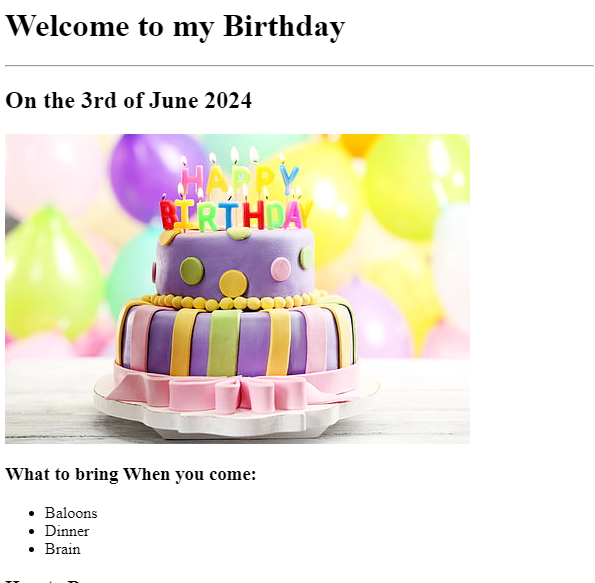 Welcome to my Birthday
On the 3rd of June 2024
HAPPY
BIRTHDAY
What to bring When you come:
Baloons
Dinner
Brain